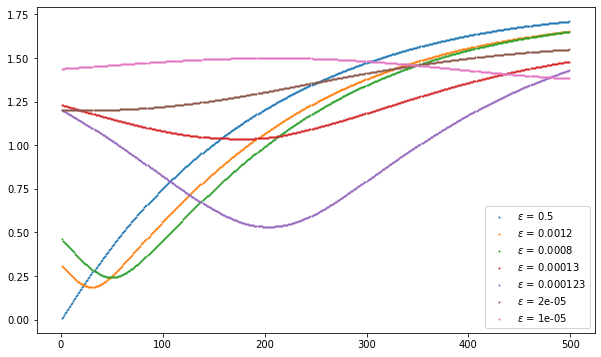 1.75
1.50
1.25
1.00
0.75
0.50
0.25
0.00
0
100
200
300
400
500
ε = 0.5
ε = 0.0012
ε = 0.0008
ε = 0.00013
ε = 0.000123
ε = 2e-05
ε = 1e-05